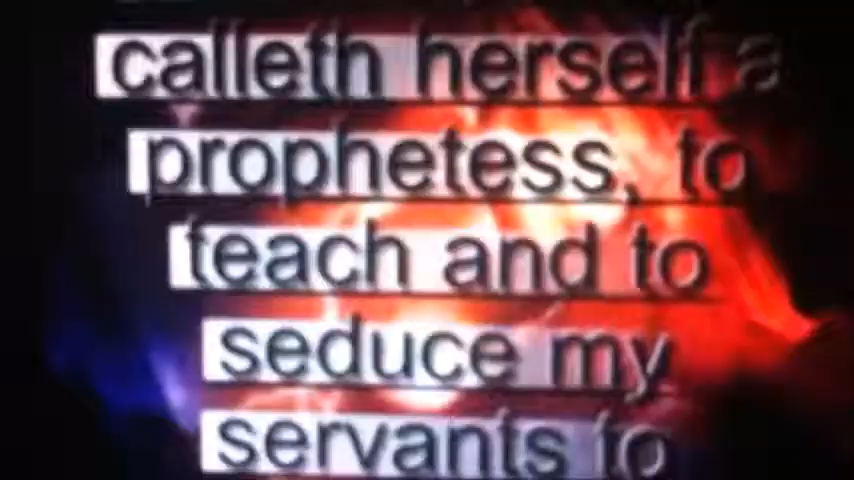 calleth herself a
prophetess, to
teach and to
seduce my
servants to